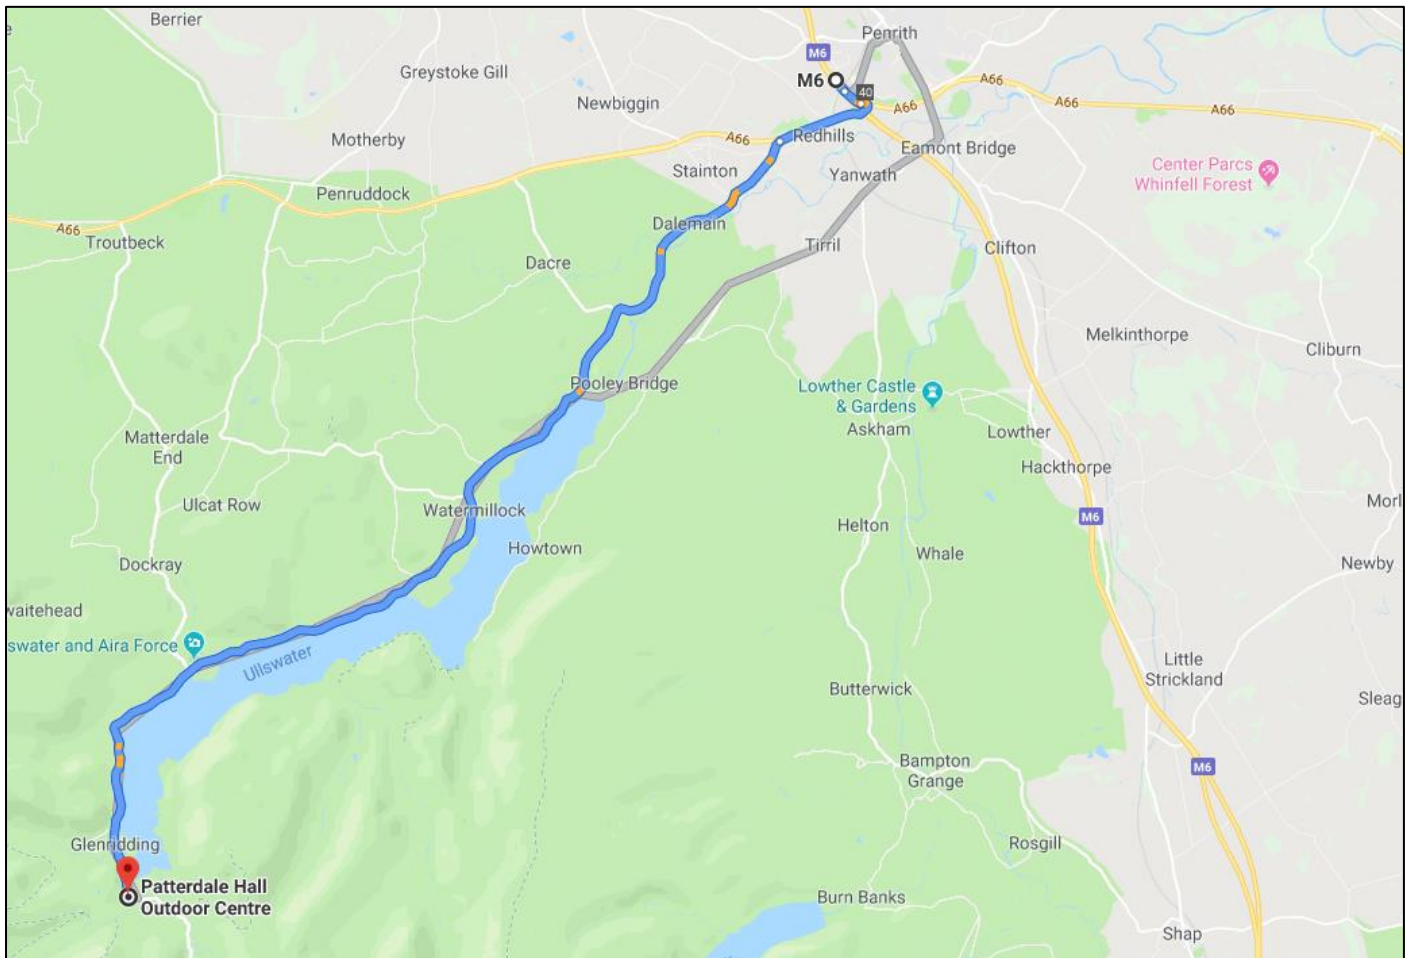 Berrier
Penrith
M6
Greystoke Gill
M6
A66
40
Newbiggin
A66
A66
A66
Motherby
A66
Redhills
Eamont Bridge
Center Parcs
Whinfell Forest
Stainton
Yanwath
Penruddock
Dalemain
A66
Troutbeck
Tirril
Clifton
Dacre
Melkinthorpe
Cliburn
Pooley Bridge
Lowther Castle
& Gardens
Askham
Lowther
Matterdale
End
Hackthorpe
Ulcat Row
Watermillock
M6
Morl
Helton
Howtown
Whale
Dockray
Newby
waitehead
swater and Aira Force
Ullswater
Little
Strickland
Butterwick
Sleag
Bampton
Grange
M6
Glenridding
Rosgill
Patterdale Hall
Outdoor Centre
Burn Banks
Shap